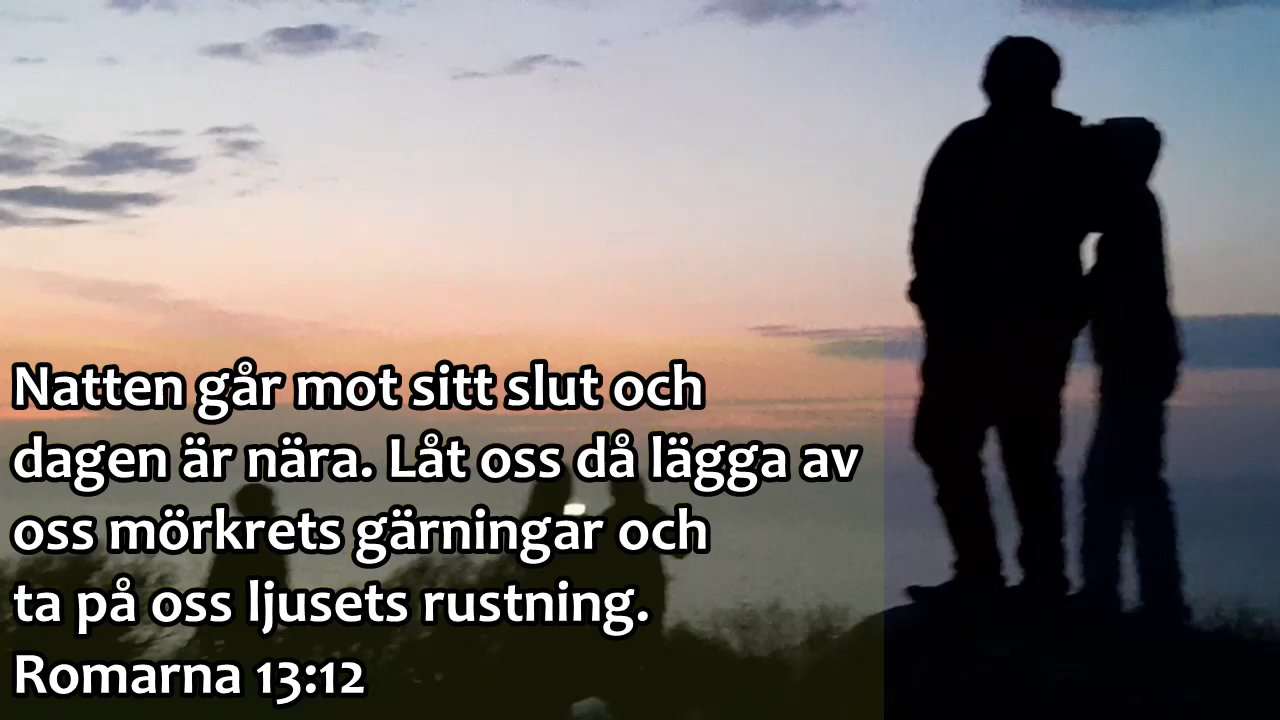 Natten går mot sitt slut och
dagen är nära. Låt oss då lägga av
oss mörkrets gärningar och
ta på oss ljusets rustning.
Romarna 13:12